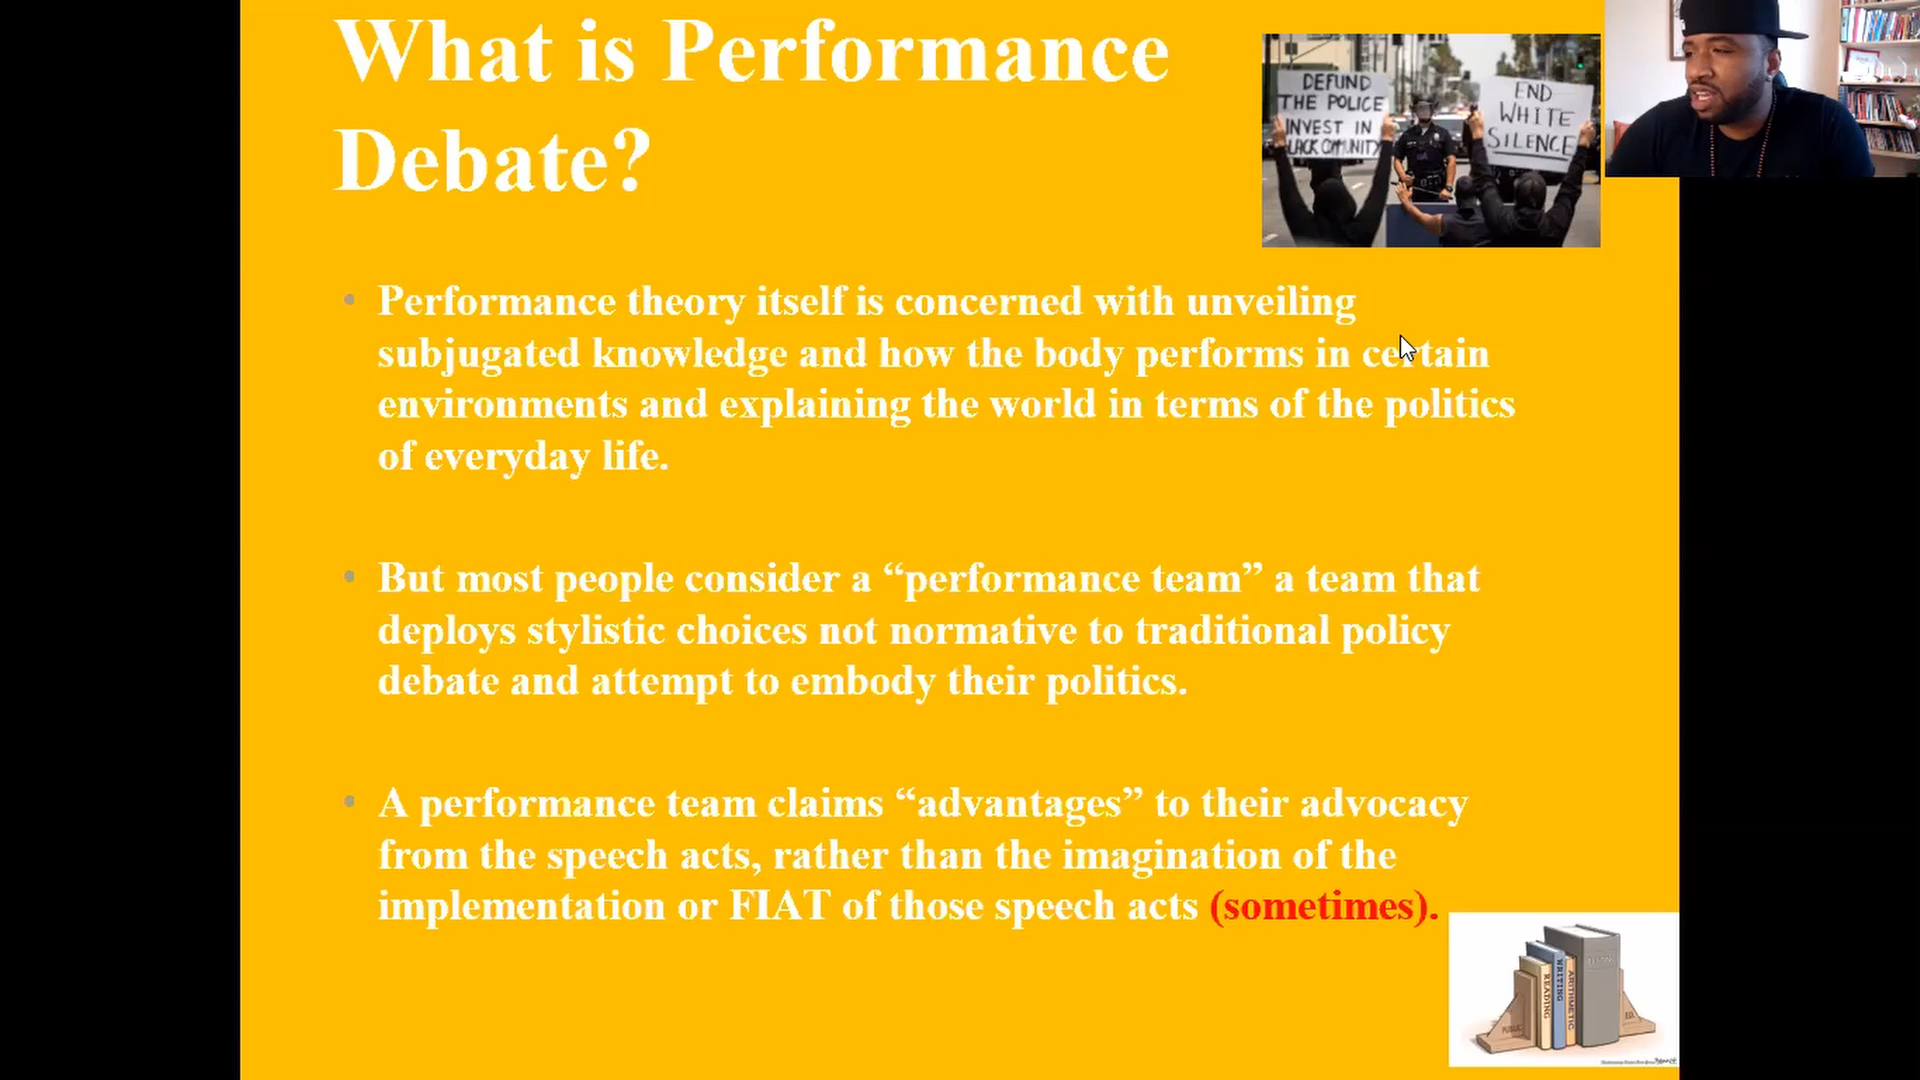 What is Performance
Debate?
DEFUND
THE POLICE
INVEST IN
LACK COMMUNITY
END
WHITE
SILENCE
• Performance theory itself is concerned with unveiling
subjugated knowledge and how the body performs in certain
environments and explaining the world in terms of the politics
of everyday life.
• But most people consider a “performance team” a team that
deploys stylistic choices not normative to traditional policy
debate and attempt to embody their politics.
• A performance team claims “advantages” to their advocacy
from the speech acts, rather than the imagination of the
implementation or FIAT of those speech acts (sometimes).
PUBLIC
READING
WRITING
ARITHMETIC
ED.